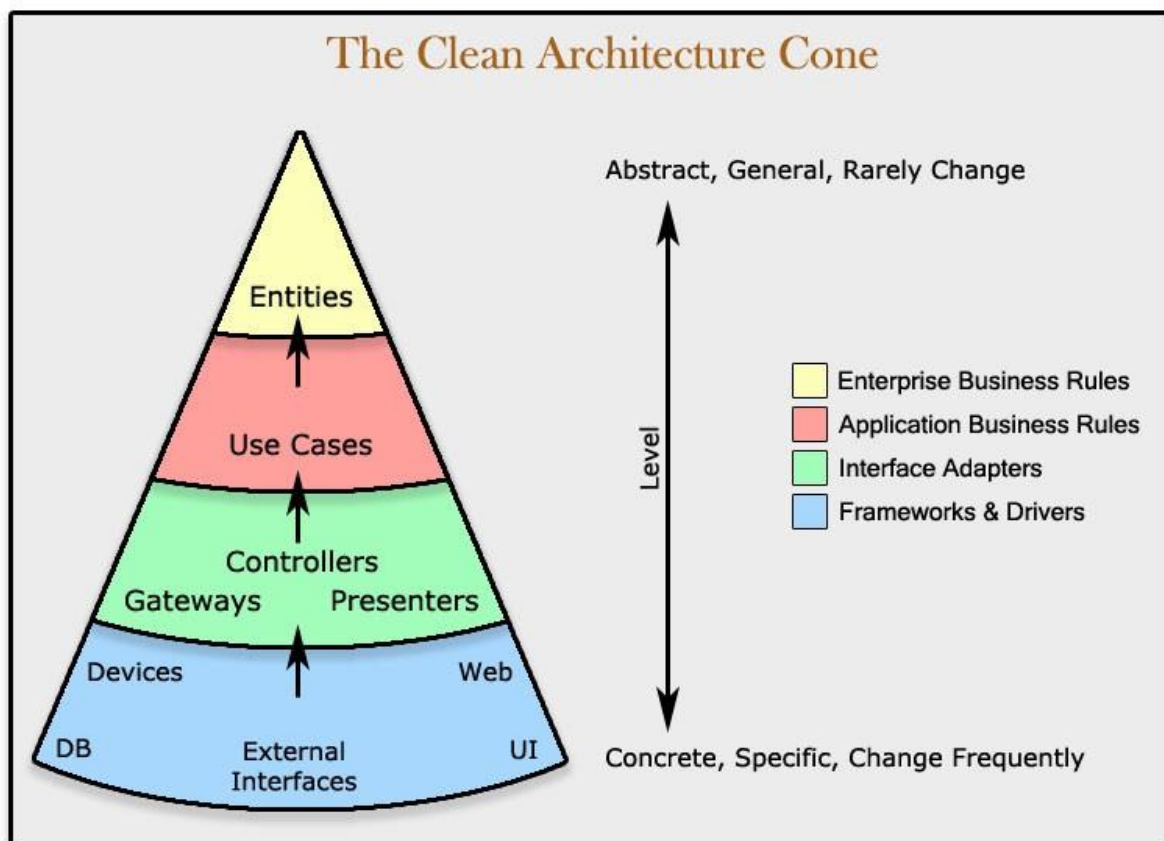 The Clean Architecture Cone
Abstract, General, Rarely Change
Entities
Use Cases
Controllers
Gateways Presenters
Devices Web
DB External UI
Interfaces
Level
Enterprise Business Rules
Application Business Rules
Interface Adapters
Frameworks & Drivers
Concrete, Specific, Change Frequently